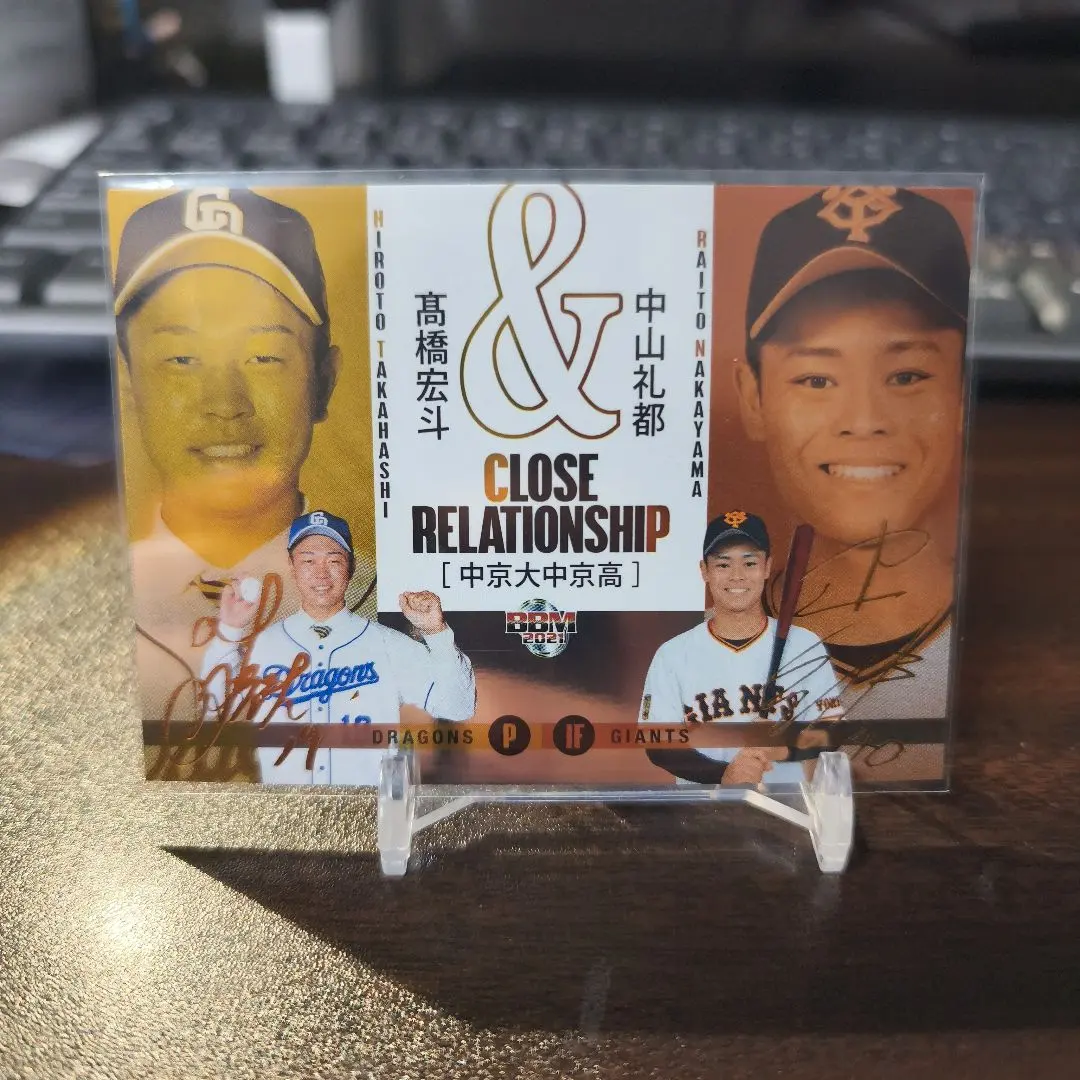 HIROTO TAKAHASHI
髙橋宏斗
&
中山礼都
RAITO NAKAYAMA
CLOSE
RELATIONSHIP
[中京大中京高]
BBM
2021
Dragons
19
GIANTS
DRAGONS P IF GIANTS